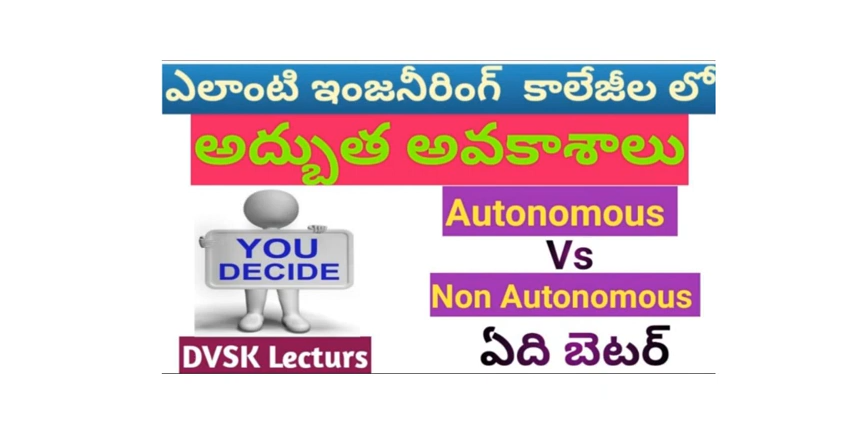 ఎలాంటి ఇంజనీరింగ్ కాలేజీల లో
అద్బుత అవకాశాలు
YOU
DECIDE
Autonomous
Vs
Non Autonomous
DVSK Lecturs
ఏది బెటర్